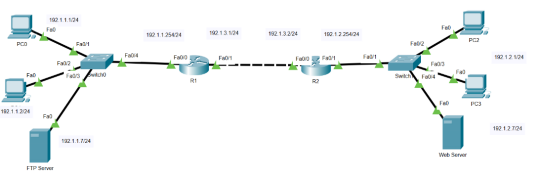 192.1.1.1/24
Fa0
PC0
Fa0/1
192.1.1.254/24
192.1.3.1/24
192.1.3.2/24
192.1.2.254/24
Fa0
PC2
Fa0/2
Fa0/4
Fa0/0
Fa0/1
R1
Fa0/0
Fa0/1
R2
Fa0/1
Switch
Fa0/3
Fa0/4
192.1.2.1/24
Fa0
PC3
Fa0
Fa0/2
Switch0
Fa0/3
192.1.1.2/24
Fa0
192.1.1.7/24
FTP Server
Fa0
192.1.2.7/24
Web Server